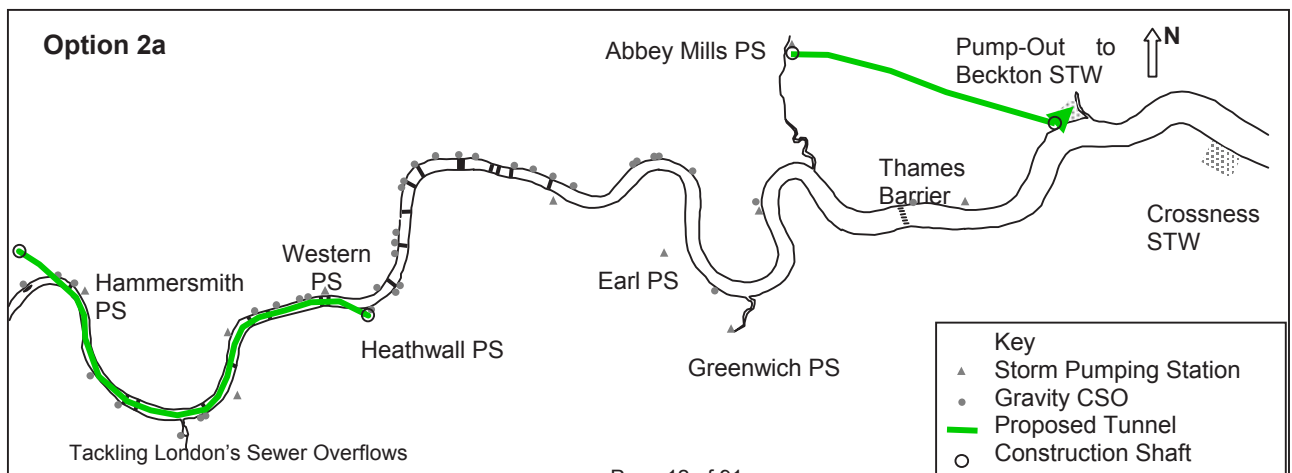 Option 2a
Abbey Mills PS
Pump-Out to
Beckton STW
N
Thames
Barrier
Crossness
STW
Western
PS
Hammersmith
PS
Earl PS
Heathwall PS
Greenwich PS
Key
Storm Pumping Station
Gravity CSO
Proposed Tunnel
Construction Shaft
Tackling London's Sewer Overflows